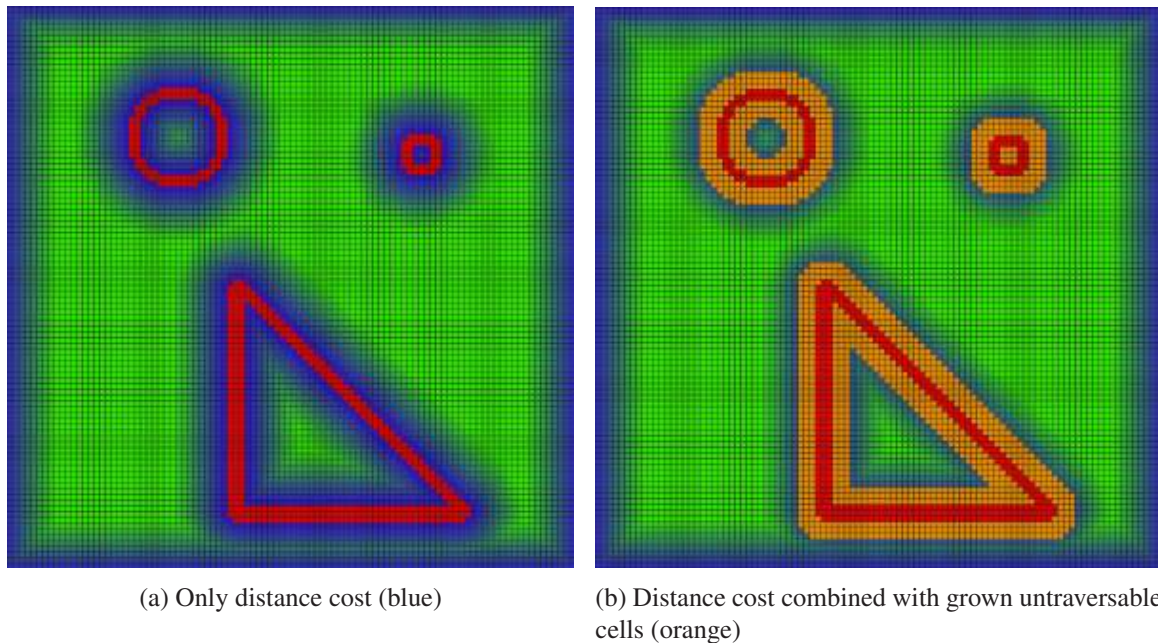 (a) Only distance cost (blue)
(b) Distance cost combined with grown untraversable
cells (orange)